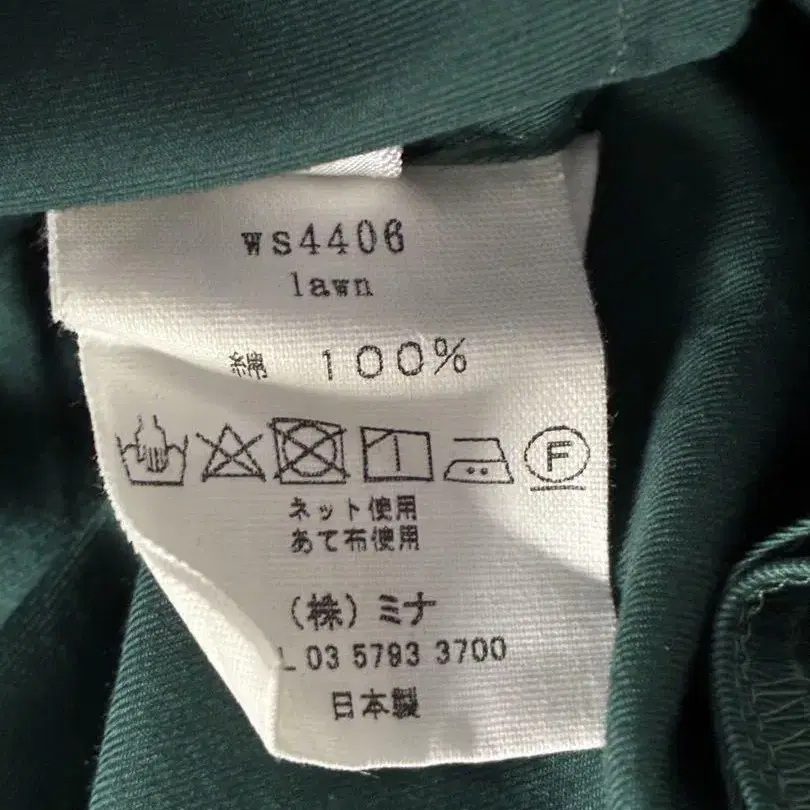 ws4406
lawn
綿 100%
F
ネット使用
あて布使用
(株)ミナ
L 03 5793 3700
日本製